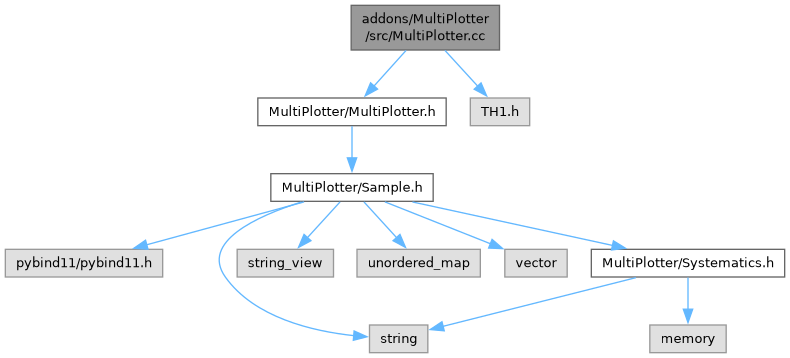 addons/MultiPlotter
/src/MultiPlotter.cc
MultiPlotter/MultiPlotter.h
TH1.h
MultiPlotter/Sample.h
pybind11/pybind11.h
string_view
unordered_map
vector
MultiPlotter/Systematics.h
string
memory